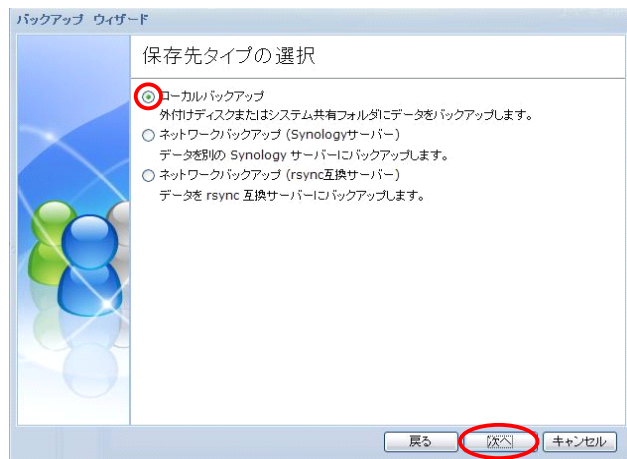 バックアップ ウィザード
保存先タイプの選択
ローカルバックアップ
外付けディスクまたはシステム共有フォルダにデータをバックアップします。
ネットワークバックアップ (Synologyサーバー)
データを別の Synology サーバーにバックアップします。
ネットワークバックアップ (rsync互換サーバー)
データを rsync 互換サーバーにバックアップします。
戻る 次へ キャンセル